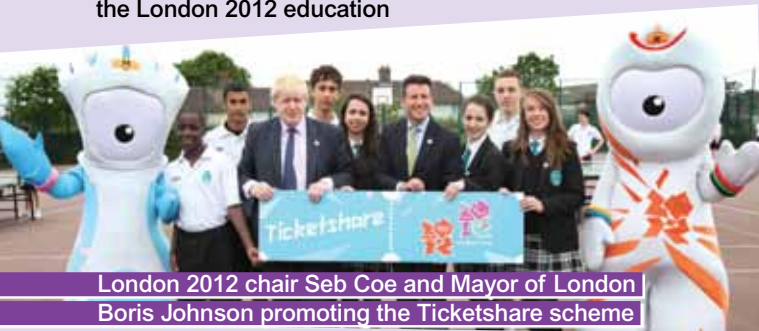 the London 2012 education
Ticketshare
London 2012 chair Seb Coe and Mayor of London
Boris Johnson promoting the Ticketshare scheme